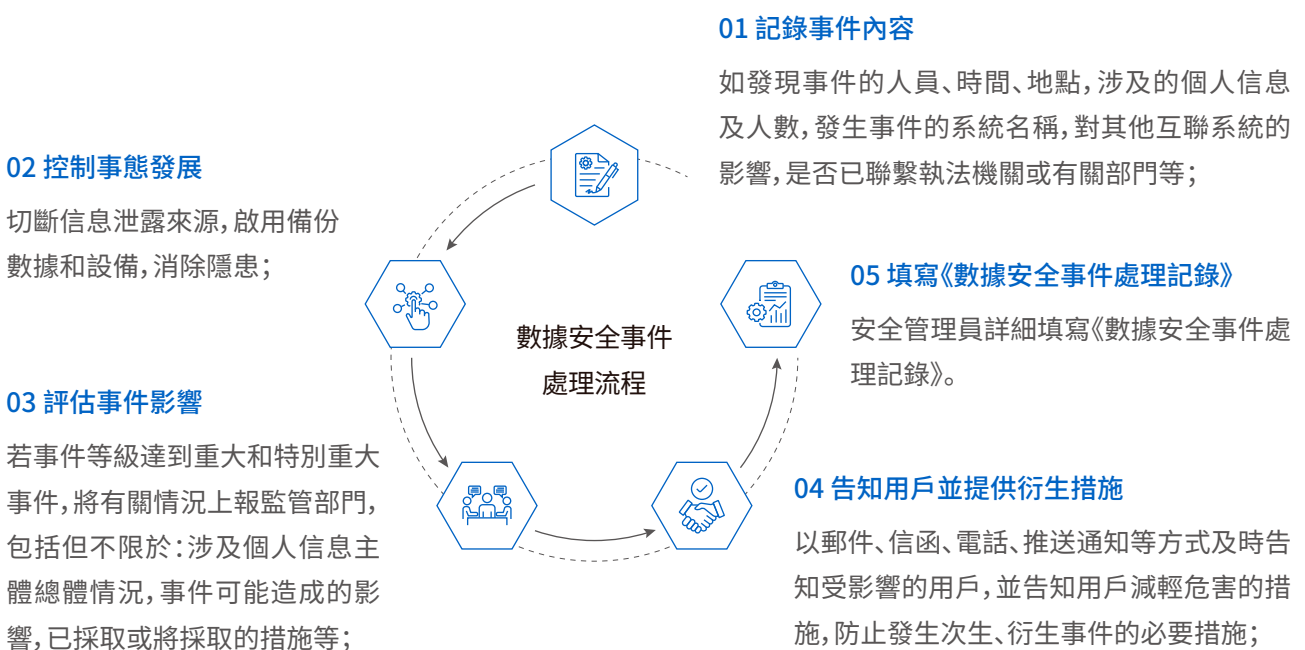 01 記錄事件內容
如發現事件的人員、時間、地點，涉及的個人信息
及人數，發生事件的系統名稱，對其他互聯系統的
影響，是否已聯繫執法機關或有關部門等；
02 控制事態發展
切斷信息泄露來源，啟用備份
數據和設備，消除隱患；
03 評估事件影響
若事件等級達到重大和特別重大
事件，將有關情況上報監管部門，
包括但不限於：涉及個人信息主
體總體情況，事件可能造成的影
響，已採取或將採取的措施等；
04 告知用戶並提供衍生措施
以郵件、信函、電話、推送通知等方式及時告
知受影響的用戶，並告知用戶減輕危害的措
施，防止發生次生、衍生事件的必要措施；
05 填寫《數據安全事件處理記錄》
安全管理員詳細填寫《數據安全事件處
理記錄》。
數據安全事件
處理流程